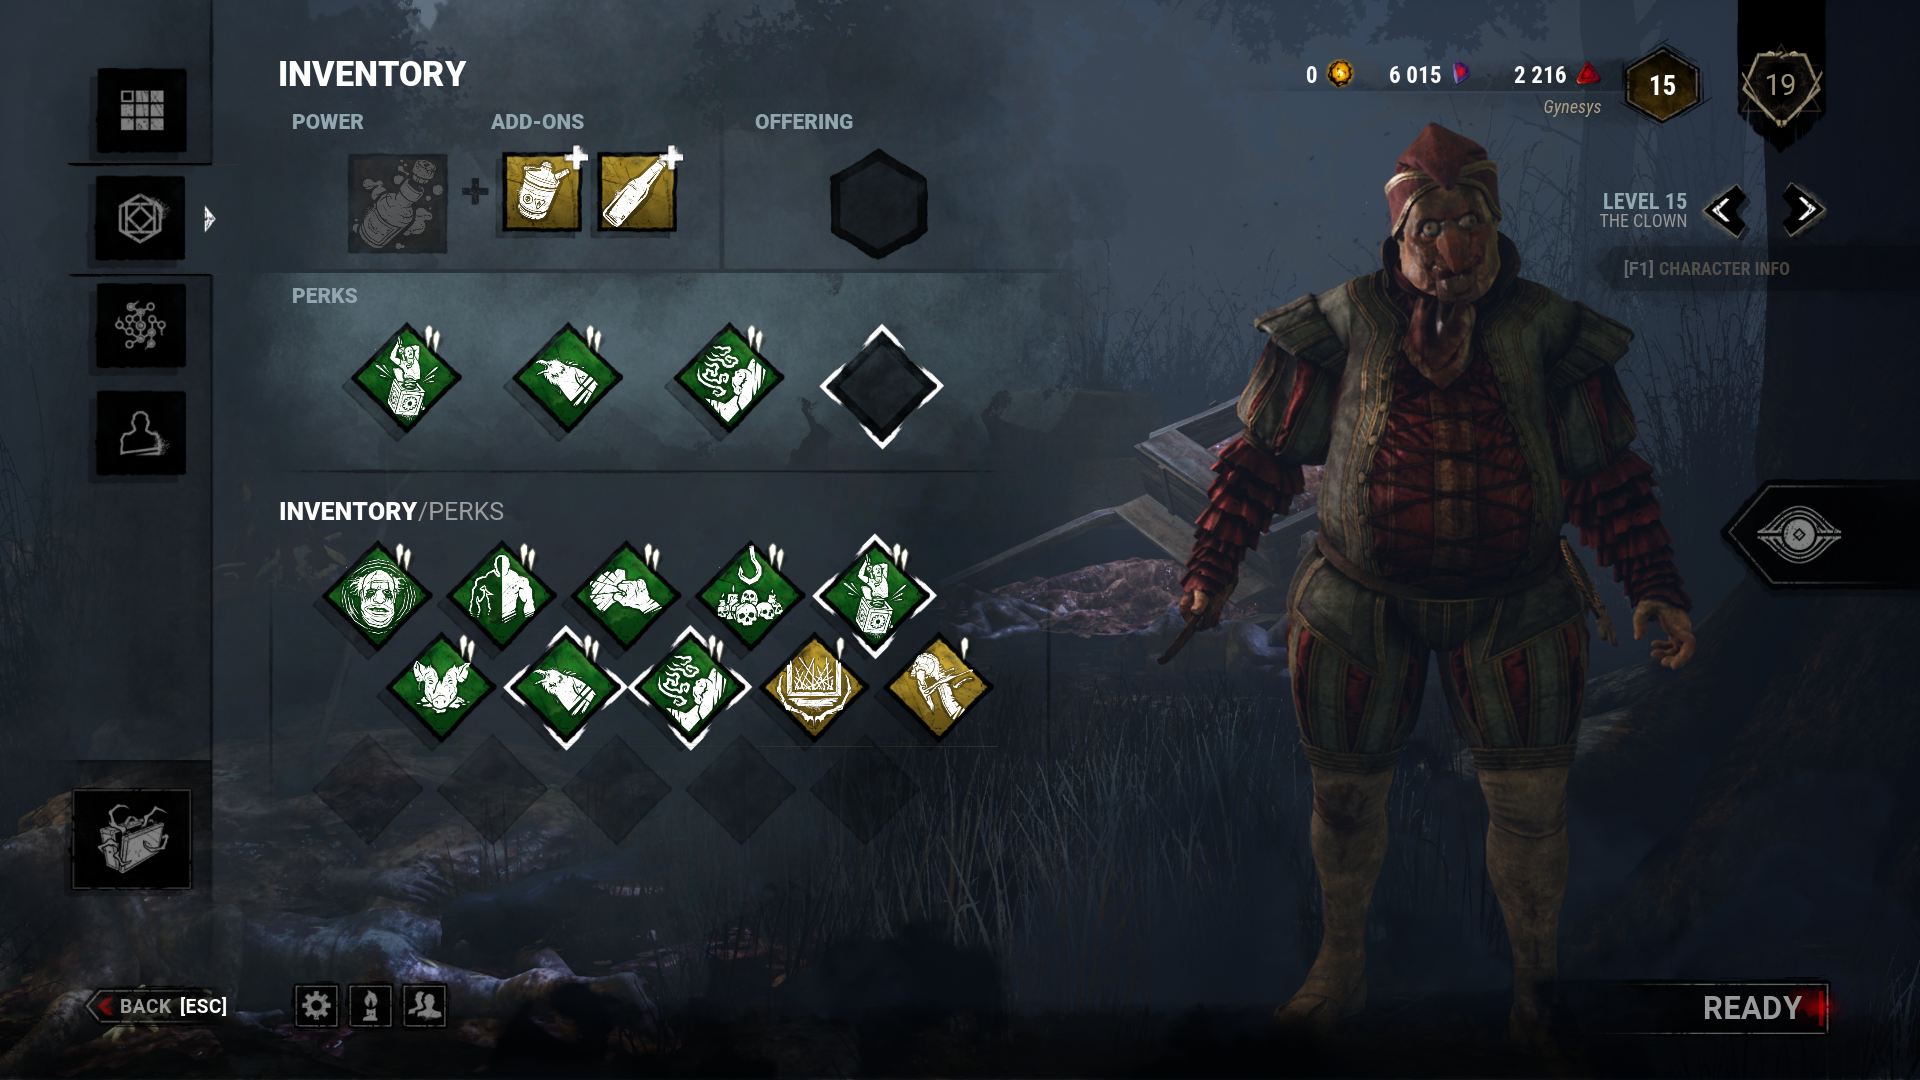 INVENTORY
POWER
ADD-ONS
OFFERING
0
6 015
2 216
Gynesys
15
19
LEVEL 15
THE CLOWN
[F1] CHARACTER INFO
PERKS
INVENTORY/PERKS
BACK [ESC]
READY